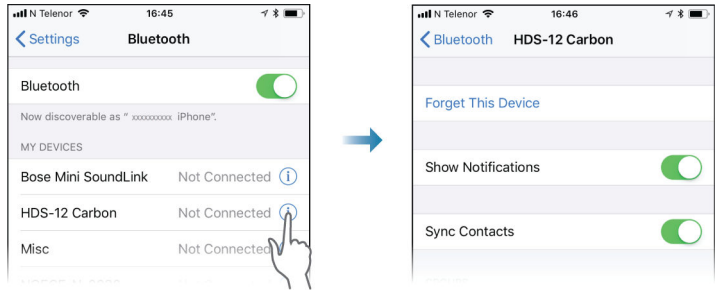 N Telenor 16:45
Settings Bluetooth
Bluetooth
Now discoverable as “ xxxxxxxxxx iPhone”.
MY DEVICES
Bose Mini SoundLink Not Connected
HDS-12 Carbon Not Connected
Misc Not Connected
N Telenor 16:46
Bluetooth HDS-12 Carbon
Forget This Device
Show Notifications
Sync Contacts